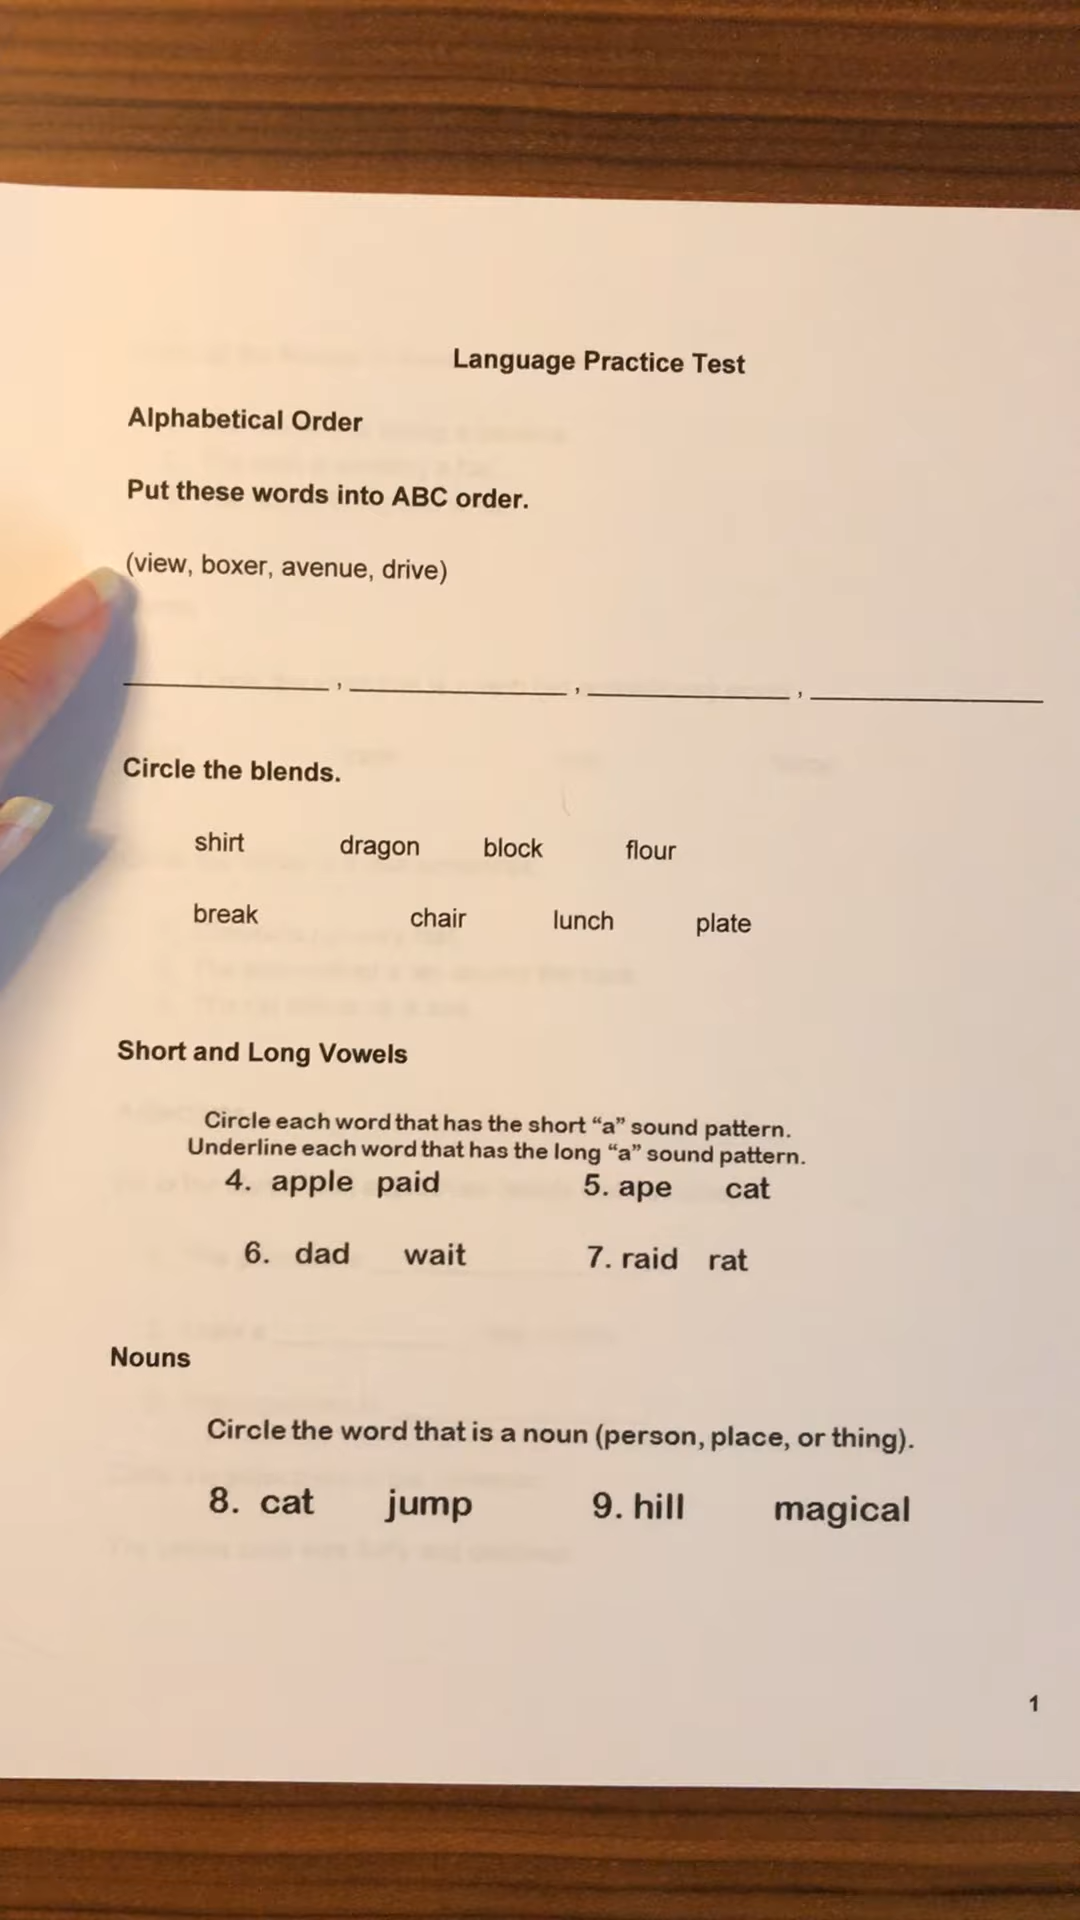 Language Practice Test
Alphabetical Order
Put these words into ABC order.
(view, boxer, avenue, drive)
____________, ____________, ____________, ____________
Circle the blends.
shirt dragon block flour
break chair lunch plate
Short and Long Vowels
Circle each word that has the short “a” sound pattern.
Underline each word that has the long “a” sound pattern.
4. apple paid 5. ape cat
6. dad wait 7. raid rat
Nouns
Circle the word that is a noun (person, place, or thing).
8. cat jump 9. hill magical
1